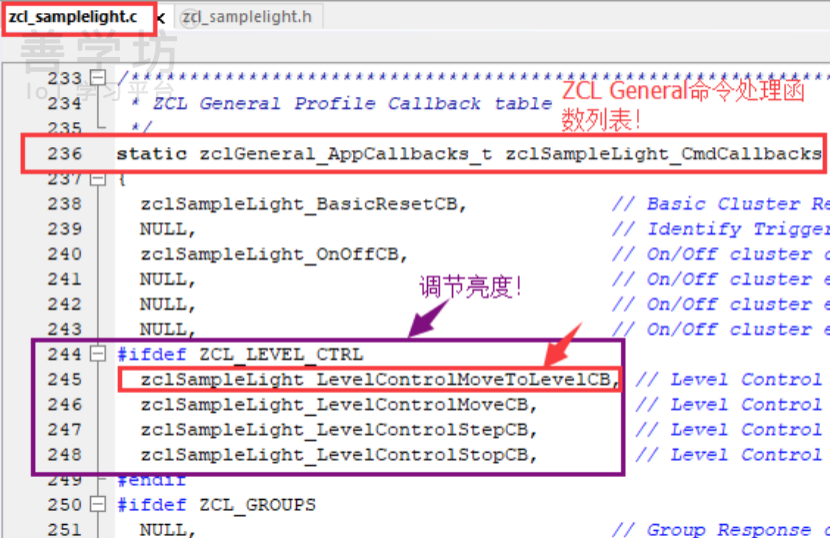 zcl_samplelight.c zcl_samplelight.h
善学坊
IoT学习平台
233 /****************************************************
234 * ZCL General Profile Callback table
ZCL General命令处理函
数列表!
235 */
236 static zclGeneral_AppCallbacks_t zclSampleLight_CmdCallbacks
237 {
238 zclSampleLight_BasicResetCB, // Basic Cluster Re
239 NULL, // Identify Trigger
240 zclSampleLight_OnOffCB, // On/Off cluster c
241 NULL, // On/Off cluster e
242 NULL, // On/Off cluster e
243 NULL, // On/Off cluster e
调节亮度!
244 #ifdef ZCL_LEVEL_CTRL
245 zclSampleLight_LevelControlMoveToLevelCB, // Level Control
246 zclSampleLight_LevelControlMoveCB, // Level Control
247 zclSampleLight_LevelControlStepCB, // Level Control
248 zclSampleLight_LevelControlStopCB, // Level Control
249 #endif
250 #ifdef ZCL_GROUPS
251 NULL, // Group Response c